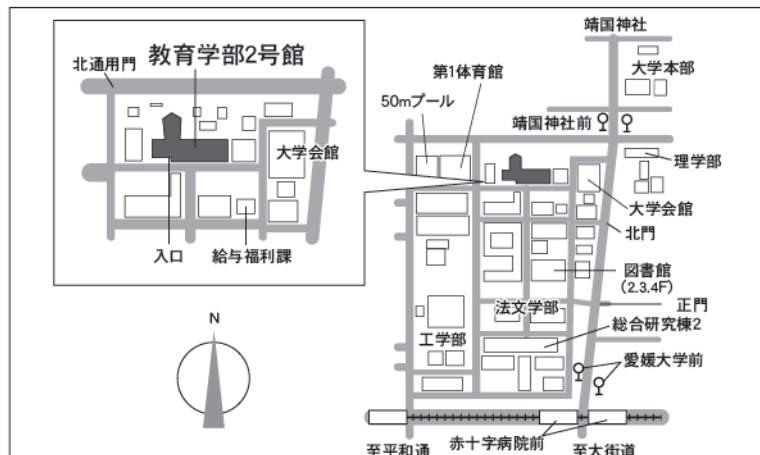 靖国神社
大学本部
北通用門
教育学部2号館
第1体育館
50mプール
靖国神社前
大学会館
理学部
大学会館
北門
入口
給与福利課
図書館
(2.3.4F)
法文学部
正門
総合研究棟2
工学部
愛媛大学前
N
赤十字病院前
至平和通
至大街道